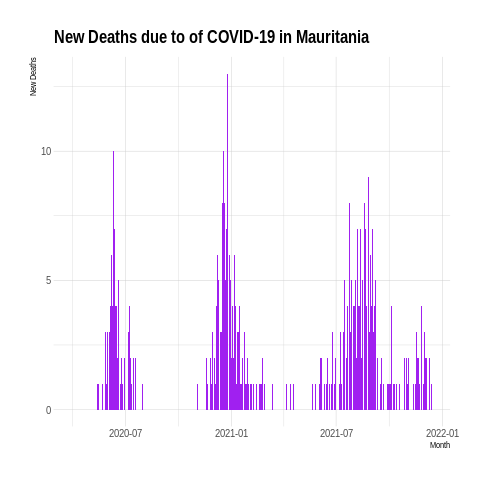 New Deaths due to of COVID-19 in Mauritania
New Deaths
10
5
0
2020-07 2021-01 2021-07 2022-01
Month